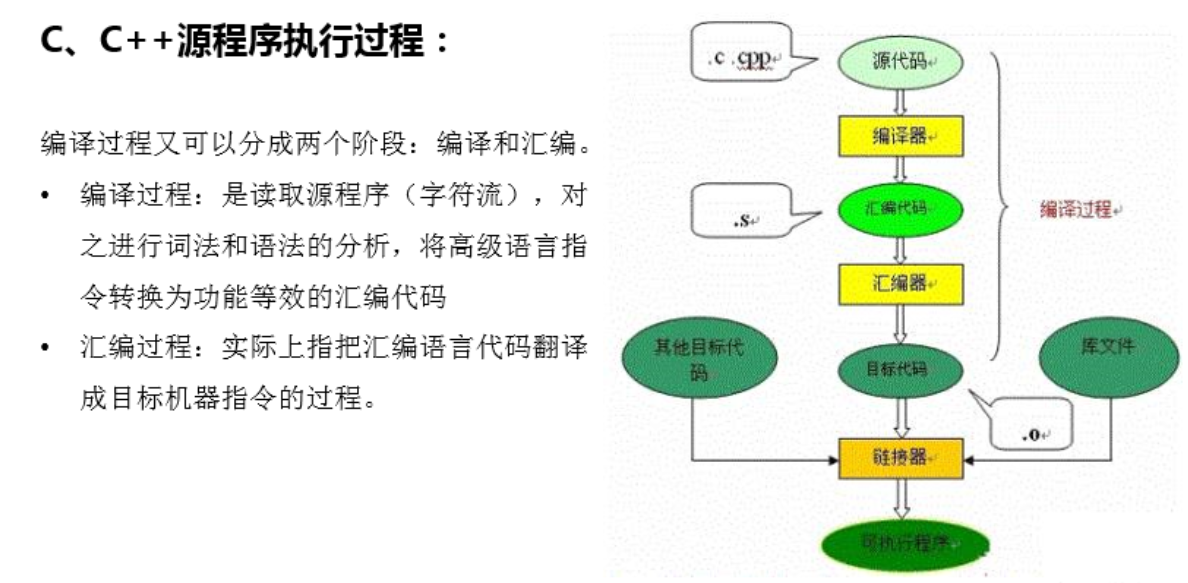 C、C++源程序执行过程：
编译过程又可以分成两个阶段：编译和汇编。
• 编译过程：是读取源程序（字符流），对
之进行词法和语法的分析，将高级语言指
令转换为功能等效的汇编代码
• 汇编过程：实际上指把汇编语言代码翻译
成目标机器指令的过程。
.c .cpp
源代码
编译器
.s
汇编代码
编译过程
汇编器
其他目标代
码
目标代码
库文件
.o
链接器
可执行程序